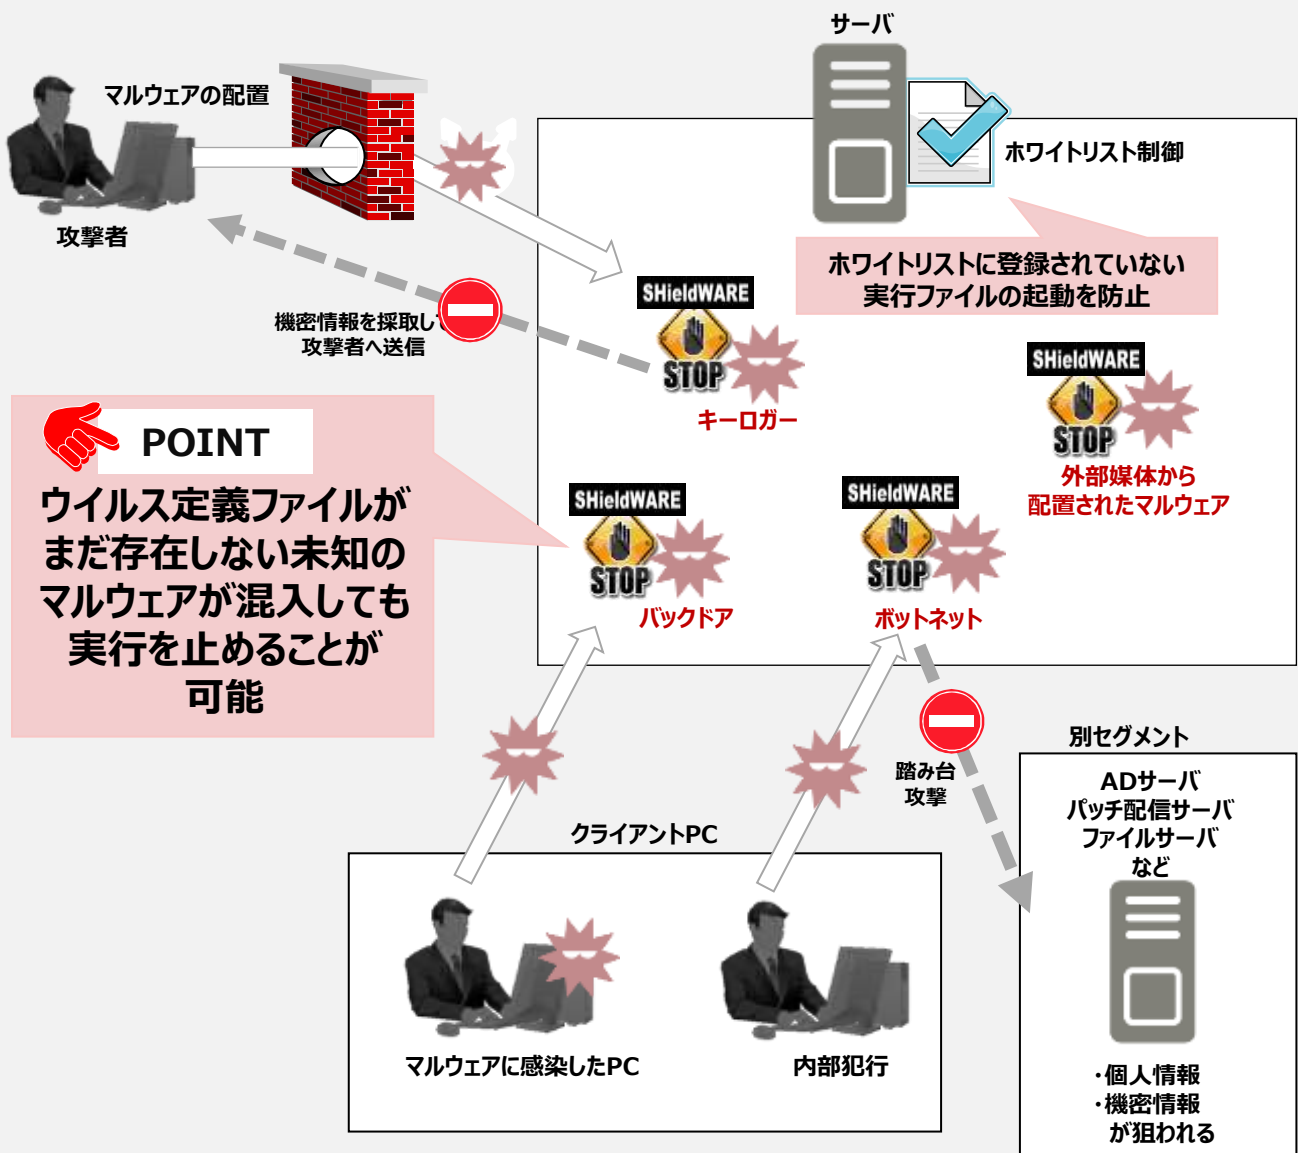 サーバ
マルウェアの配置
ホワイトリスト制御
攻撃者
ホワイトリストに登録されていない
実行ファイルの起動を防止
SHieldWARE
STOP
キーロガー
機密情報を採取して
攻撃者へ送信
SHieldWARE
STOP
外部媒体から
配置されたマルウェア
POINT
ウイルス定義ファイルが
まだ存在しない未知の
マルウェアが混入しても
実行を止めることが
可能
SHieldWARE
STOP
バックドア
SHieldWARE
STOP
ボットネット
踏み台
攻撃
別セグメント
ADサーバ
パッチ配信サーバ
ファイルサーバ
など
・個人情報
・機密情報
が狙われる
クライアントPC
マルウェアに感染したPC
内部犯行